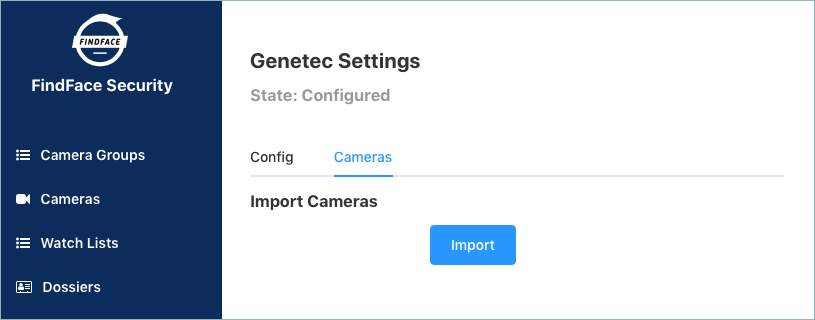 FINDFACE
FindFace Security
Camera Groups
Cameras
Watch Lists
Dossiers
Genetec Settings
State: Configured
Config
Cameras
Import Cameras
Import